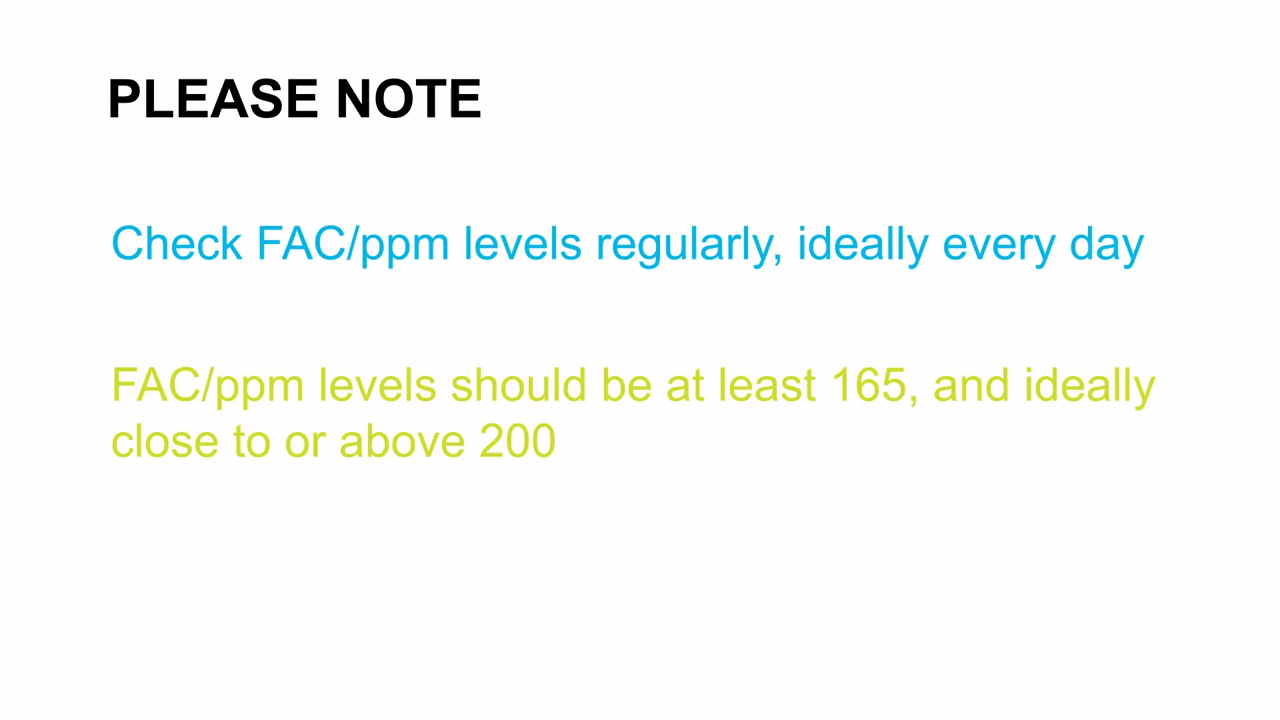 PLEASE NOTE
Check FAC/ppm levels regularly, ideally every day
FAC/ppm levels should be at least 165, and ideally
close to or above 200